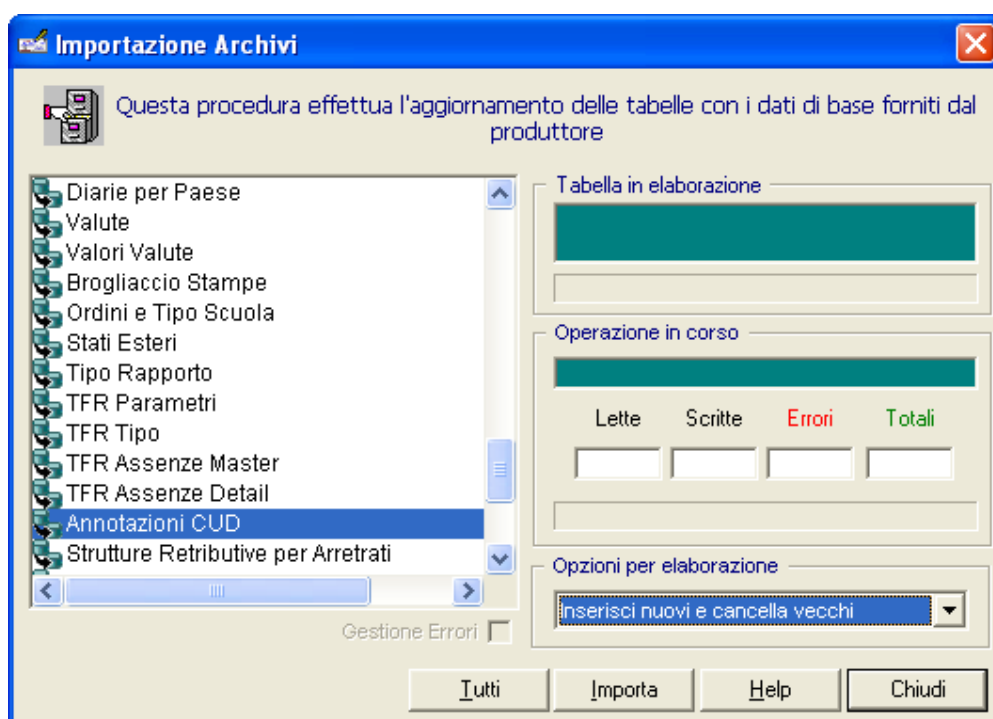 Importazione Archivi
Questa procedura effettua l'aggiornamento delle tabelle con i dati di base forniti dal
produttore
Diarie per Paese
Valute
Valori Valute
Brogliaccio Stampe
Ordini e Tipo Scuola
Stati Esteri
Tipo Rapporto
TFR Parametri
TFR Tipo
TFR Assenze Master
TFR Assenze Detail
Annotazioni CUD
Strutture Retributive per Arretrati
Gestione Errori
Tabella in elaborazione
Operazione in corso
Lette Scritte Errori Totali
Opzioni per elaborazione
Inserisci nuovi e cancella vecchi
Tutti Importa Help Chiudi